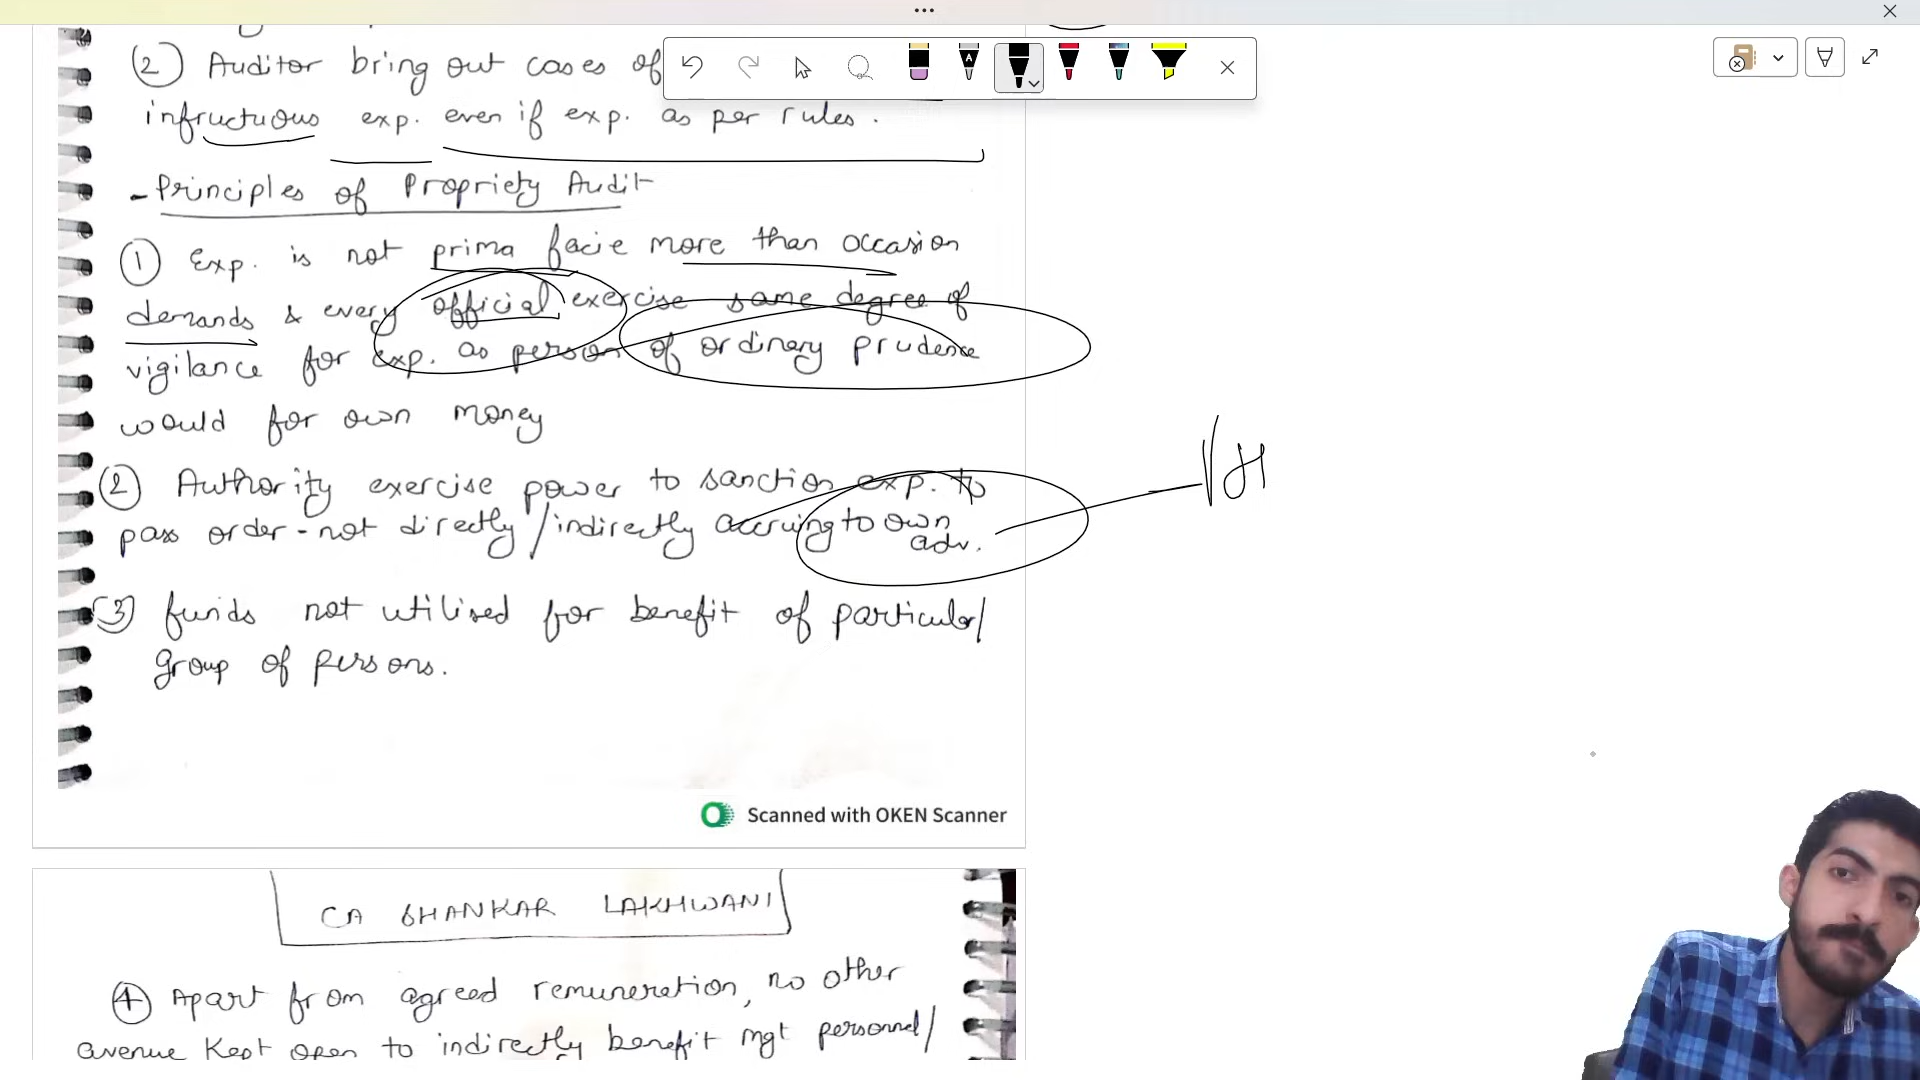 (2) Auditor bring out cases of
infructuous exp. even if exp. as per rules.
- Principles of Propriety Audit
(1) Exp. is not prima facie more than occasion
demands & every official exercise same degree of
vigilance for exp. as person of ordinary prudence
would for own money
(2) Authority exercise power to sanction exp. to
pass order - not directly / indirectly accruing to own
adv.
(3) funds not utilised for benefit of particular/
group of persons.
Scanned with OKEN Scanner
CA SHANKAR LAKHWANI
(4) Apart from agreed remuneration, no other
avenue kept open to indirectly benefit mgt personnel/